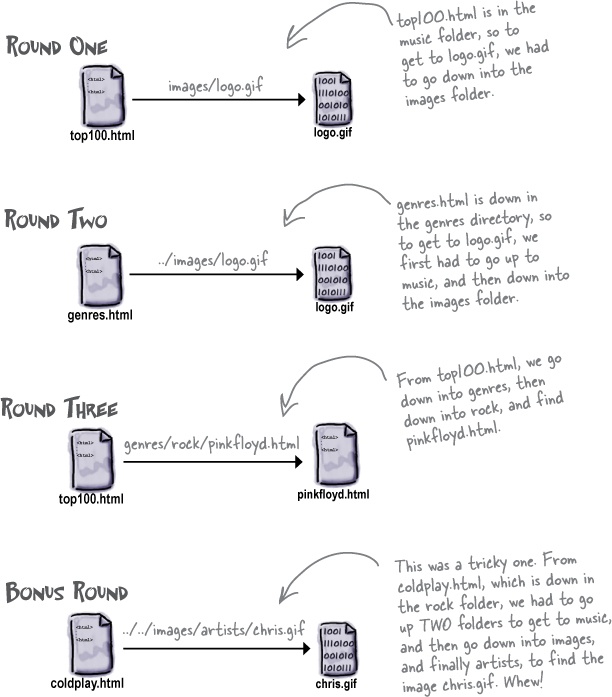 ROUND ONE
<html>
<html>
top100.html
images/logo.gif
1001
1110100
001010
1010111
logo.gif
top100.html is in the
music folder, so to
get to logo.gif, we had
to go down into the
images folder.
ROUND TWO
<html>
<html>
genres.html
../images/logo.gif
1001
1110100
001010
1010111
logo.gif
genres.html is down in
the genres directory, so
to get to logo.gif, we
first had to go up to
music, and then down into
the images folder.
ROUND THREE
<html>
<html>
top100.html
genres/rock/pinkfloyd.html
<html>
<html>
pinkfloyd.html
From top100.html, we go
down into genres, then
down into rock, and find
pinkfloyd.html.
BONUS ROUND
<html>
<html>
coldplay.html
../../images/artists/chris.gif
1001
1110100
001010
1010111
chris.gif
This was a tricky one. From
coldplay.html, which is down in
the rock folder, we had to go
up TWO folders to get to music,
and then go down into images,
and finally artists, to find the
image chris.gif. Whew!